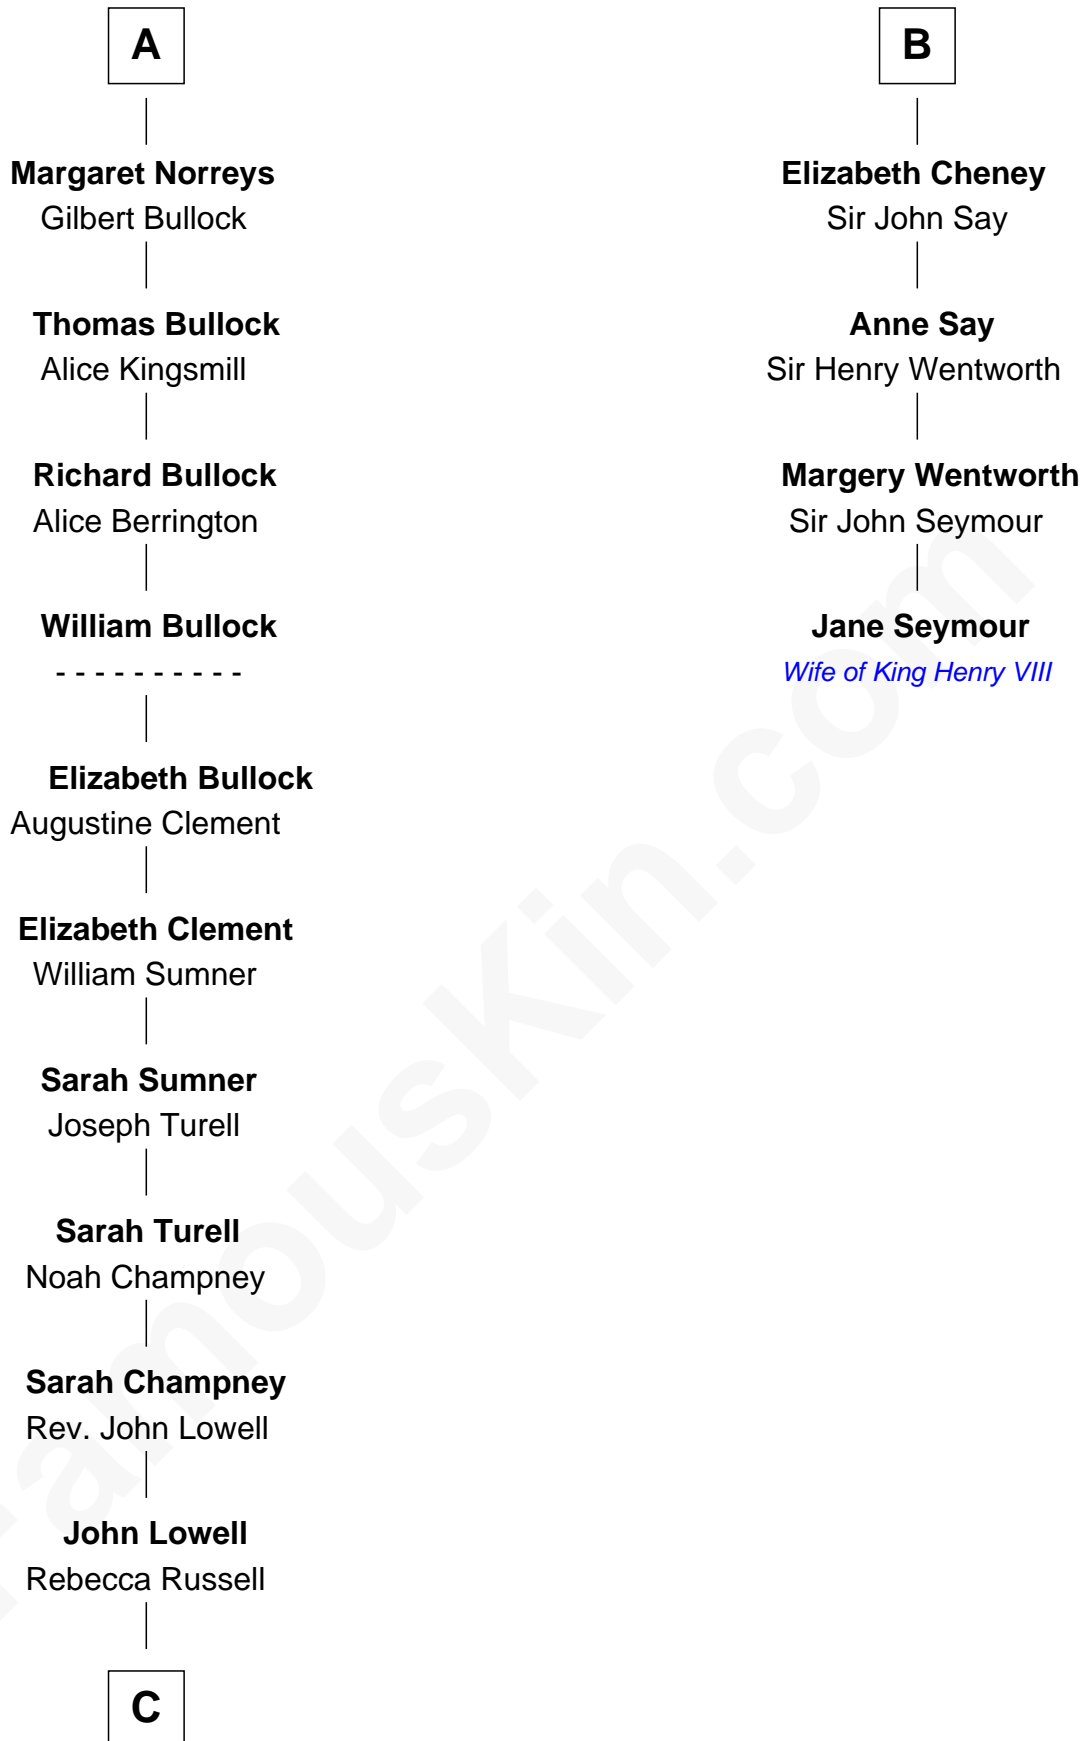 A
Margaret Norreys
Gilbert Bullock
Thomas Bullock
Alice Kingsmill
Richard Bullock
Alice Berrington
William Bullock
- - - - - - - - - -
Elizabeth Bullock
Augustine Clement
Elizabeth Clement
William Sumner
Sarah Sumner
Joseph Turell
Sarah Turell
Noah Champney
Sarah Champney
Rev. John Lowell
John Lowell
Rebecca Russell
C
B
Elizabeth Cheney
Sir John Say
Anne Say
Sir Henry Wentworth
Margery Wentworth
Sir John Seymour
Jane Seymour
Wife of King Henry VIII
FamousKin.com